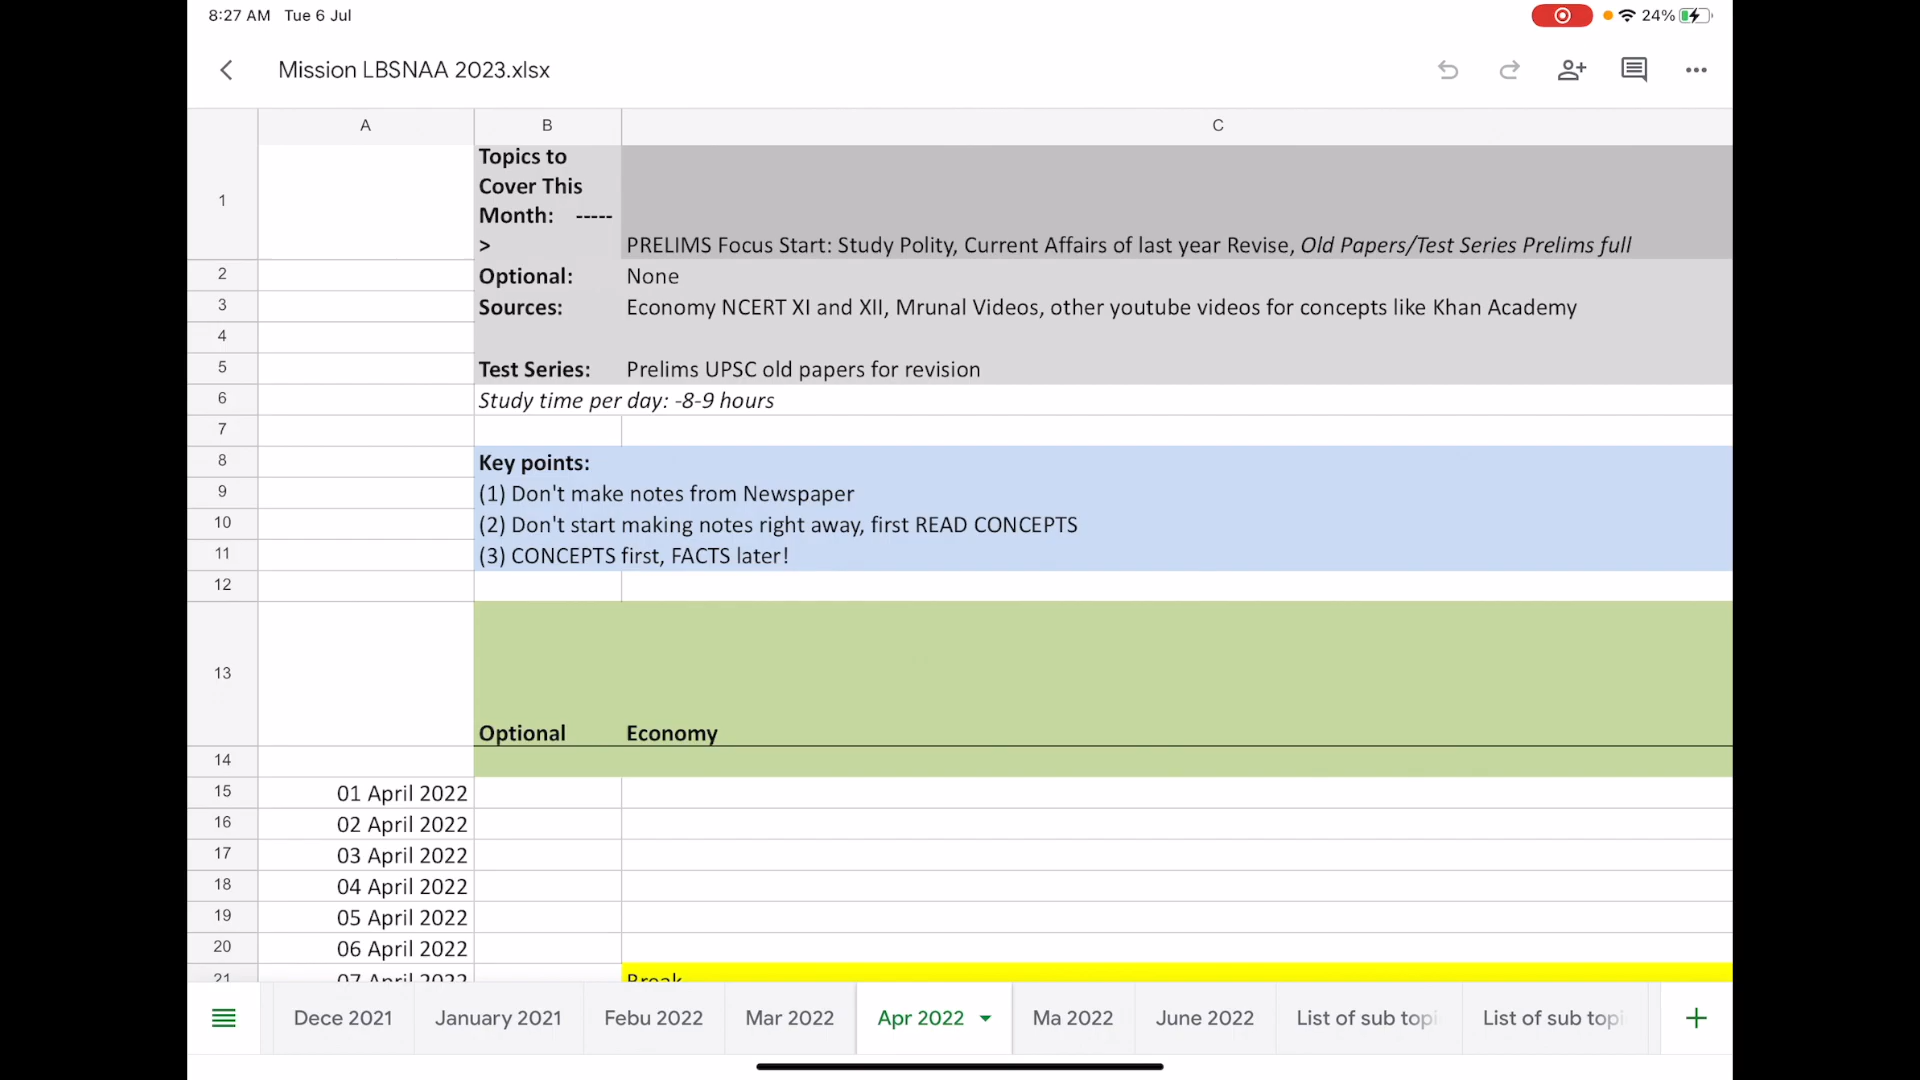 8:27 AM Tue 6 Jul
24%
Mission LBSNAA 2023.xlsx
A B C
1 Topics to
Cover This
Month: -----
> PRELIMS Focus Start: Study Polity, Current Affairs of last year Revise, Old Papers/Test Series Prelims full
2 Optional: None
3 Sources: Economy NCERT XI and XII, Mrunal Videos, other youtube videos for concepts like Khan Academy
4
5 Test Series: Prelims UPSC old papers for revision
6 Study time per day: -8-9 hours
7
8 Key points:
9 (1) Don't make notes from Newspaper
10 (2) Don't start making notes right away, first READ CONCEPTS
11 (3) CONCEPTS first, FACTS later!
12
13 Optional Economy
14
15 01 April 2022
16 02 April 2022
17 03 April 2022
18 04 April 2022
19 05 April 2022
20 06 April 2022
21 07 April 2022 Break
Dece 2021 January 2021 Febu 2022 Mar 2022 Apr 2022 Ma 2022 June 2022 List of sub topi List of sub topi